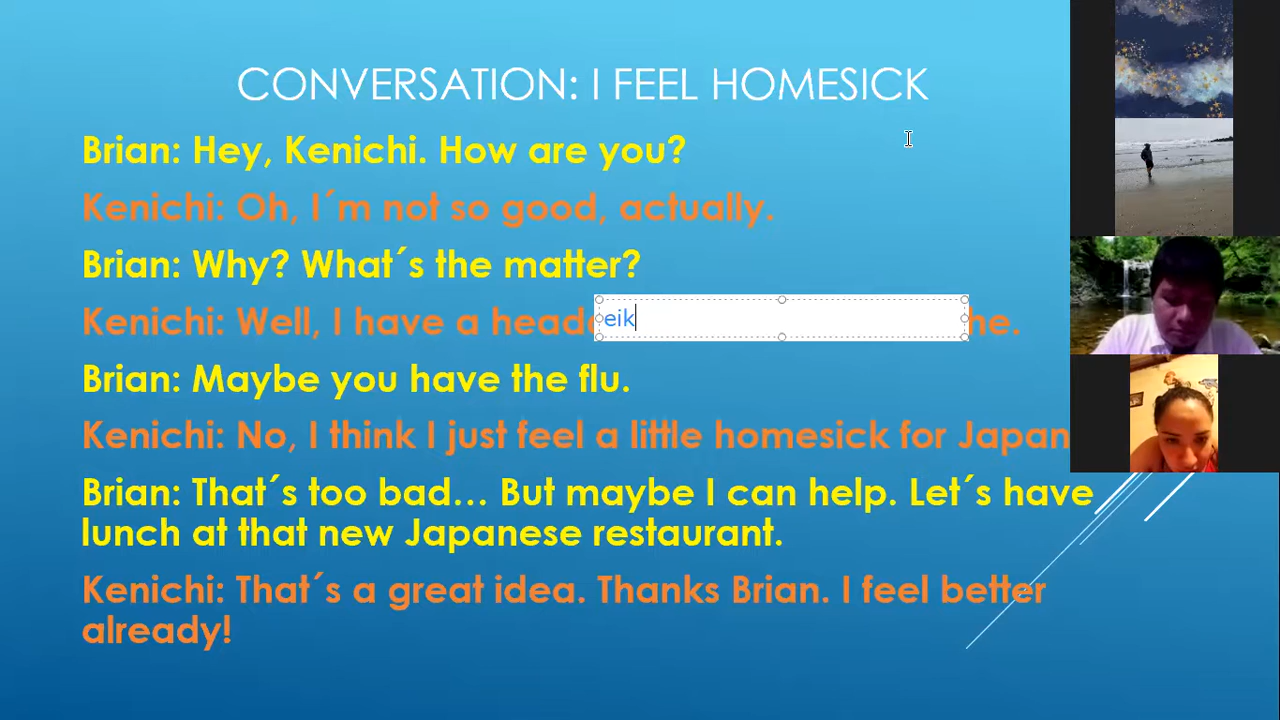 CONVERSATION: I FEEL HOMESICK
Brian: Hey, Kenichi. How are you?
Kenichi: Oh, I´m not so good, actually.
Brian: Why? What´s the matter?
Kenichi: Well, I have a heada eik he.
Brian: Maybe you have the flu.
Kenichi: No, I think I just feel a little homesick for Japan
Brian: That´s too bad… But maybe I can help. Let´s have
lunch at that new Japanese restaurant.
Kenichi: That´s a great idea. Thanks Brian. I feel better
already!